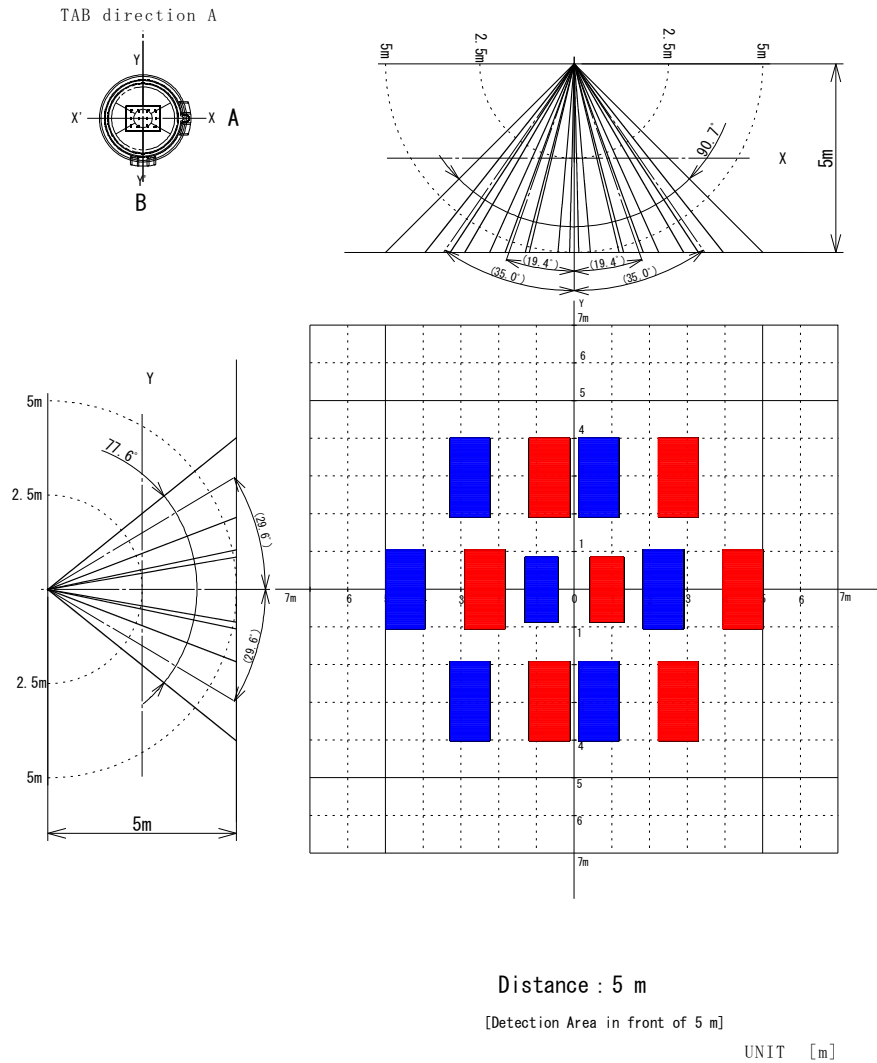 TAB direction A
Y
X' X A
Y'
B
5m 2.5m 2.5m 5m
90.7°
X
5m
(19.4°) (19.4°)
(35.0°) (35.0°)
Y
7m
6
5
4
1
7m 6 3 0 3 5 6 7m
1
4
5
6
7m
Y
5m
77.6°
2.5m
(29.6°)
(29.6°)
2.5m
5m
5m
Distance : 5 m
[Detection Area in front of 5 m]
UNIT [m]